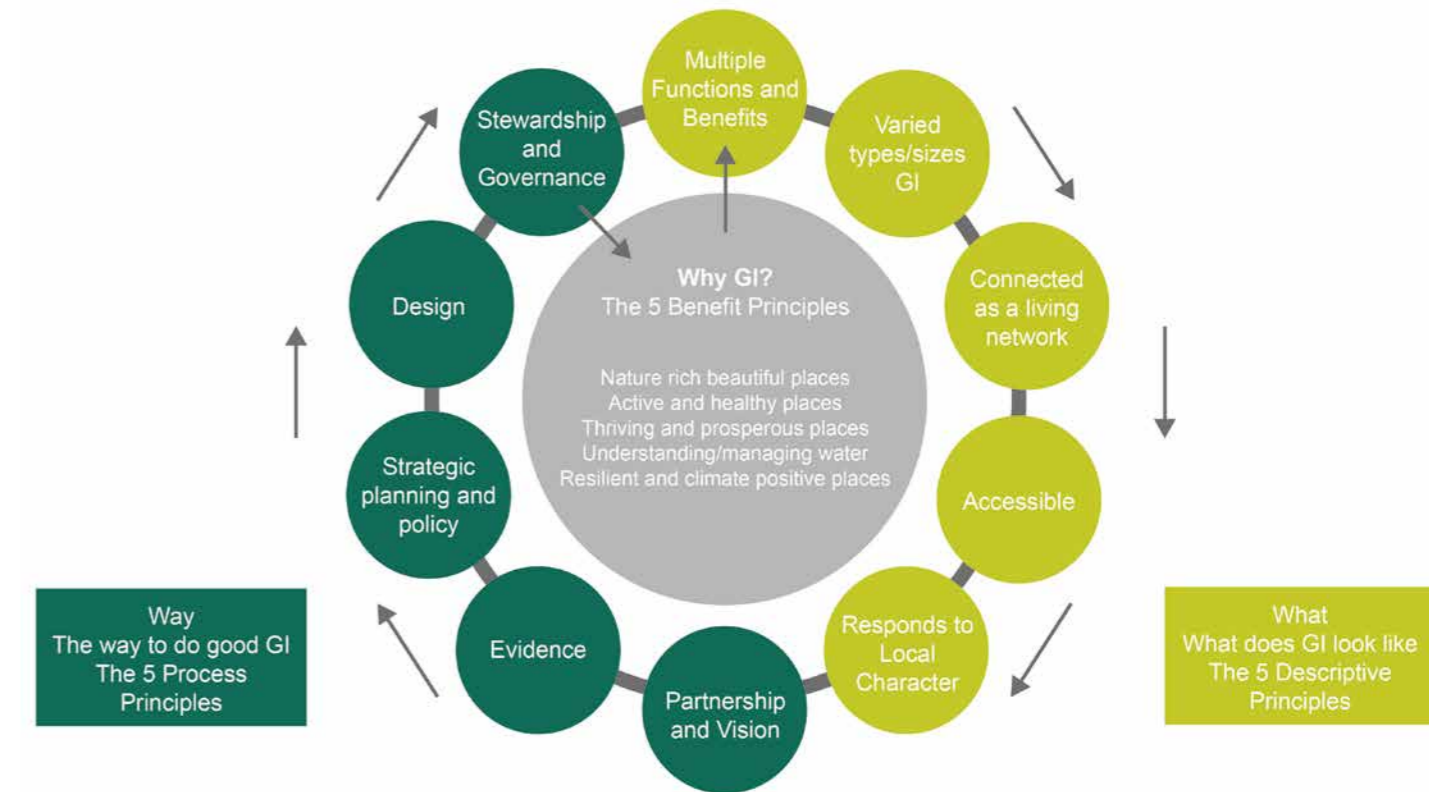 Multiple
Functions and
Benefits
Varied
types/sizes
GI
Connected
as a living
network
Accessible
Responds to
Local
Character
Partnership
and Vision
Evidence
Strategic
planning and
policy
Design
Stewardship
and
Governance
Why GI?
The 5 Benefit Principles
Nature rich beautiful places
Active and healthy places
Thriving and prosperous places
Understanding/managing water
Resilient and climate positive places
Way
The way to do good GI
The 5 Process
Principles
What
What does GI look like
The 5 Descriptive
Principles